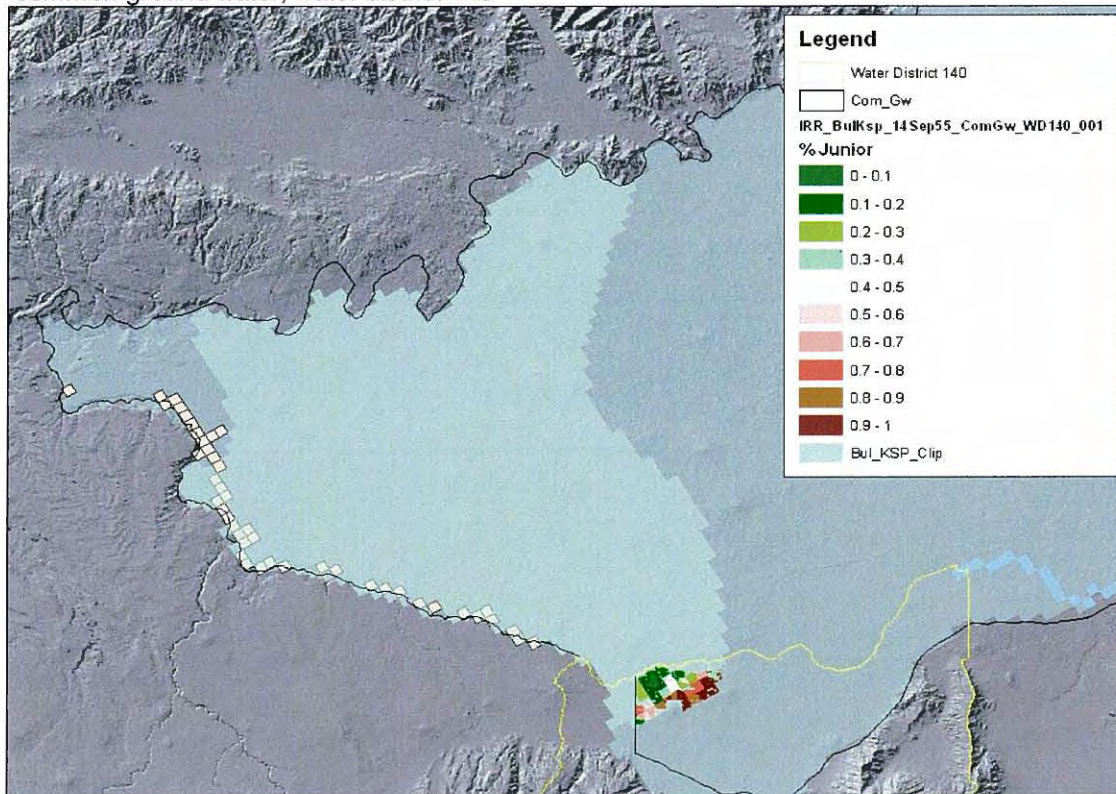 Legend
Water District 140
Com_Gw
IRR_BulKsp_14Sep55_ComGw_WD140_001
% Junior
0 - 0.1
0.1 - 0.2
0.2 - 0.3
0.3 - 0.4
0.4 - 0.5
0.5 - 0.6
0.6 - 0.7
0.7 - 0.8
0.8 - 0.9
0.9 - 1
Bul_KSP_Clip